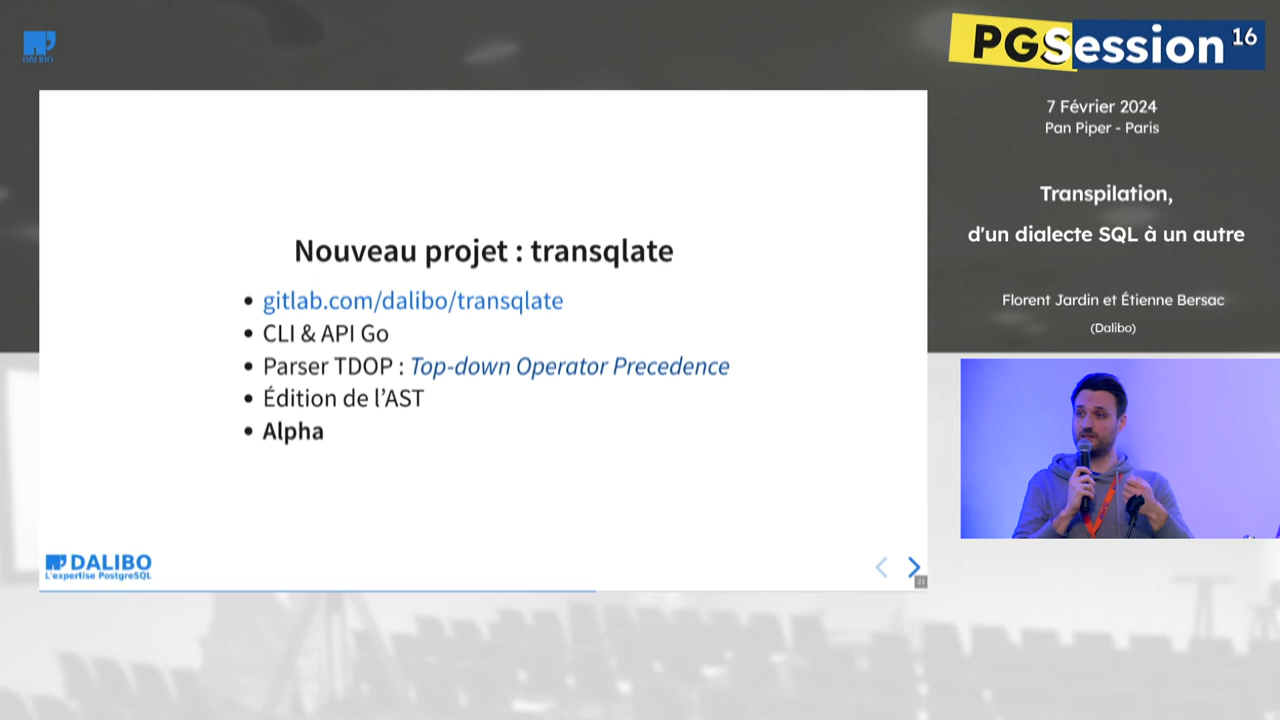 DALIBO
PGSession 16
7 Février 2024
Pan Piper - Paris
Transpilation,
d'un dialecte SQL à un autre
Florent Jardin et Étienne Bersac
(Dalibo)
Nouveau projet : transqlate
• gitlab.com/dalibo/transqlate
• CLI & API Go
• Parser TDOP : Top-down Operator Precedence
• Édition de l’AST
• Alpha
DALIBO
L'expertise PostgreSQL
21